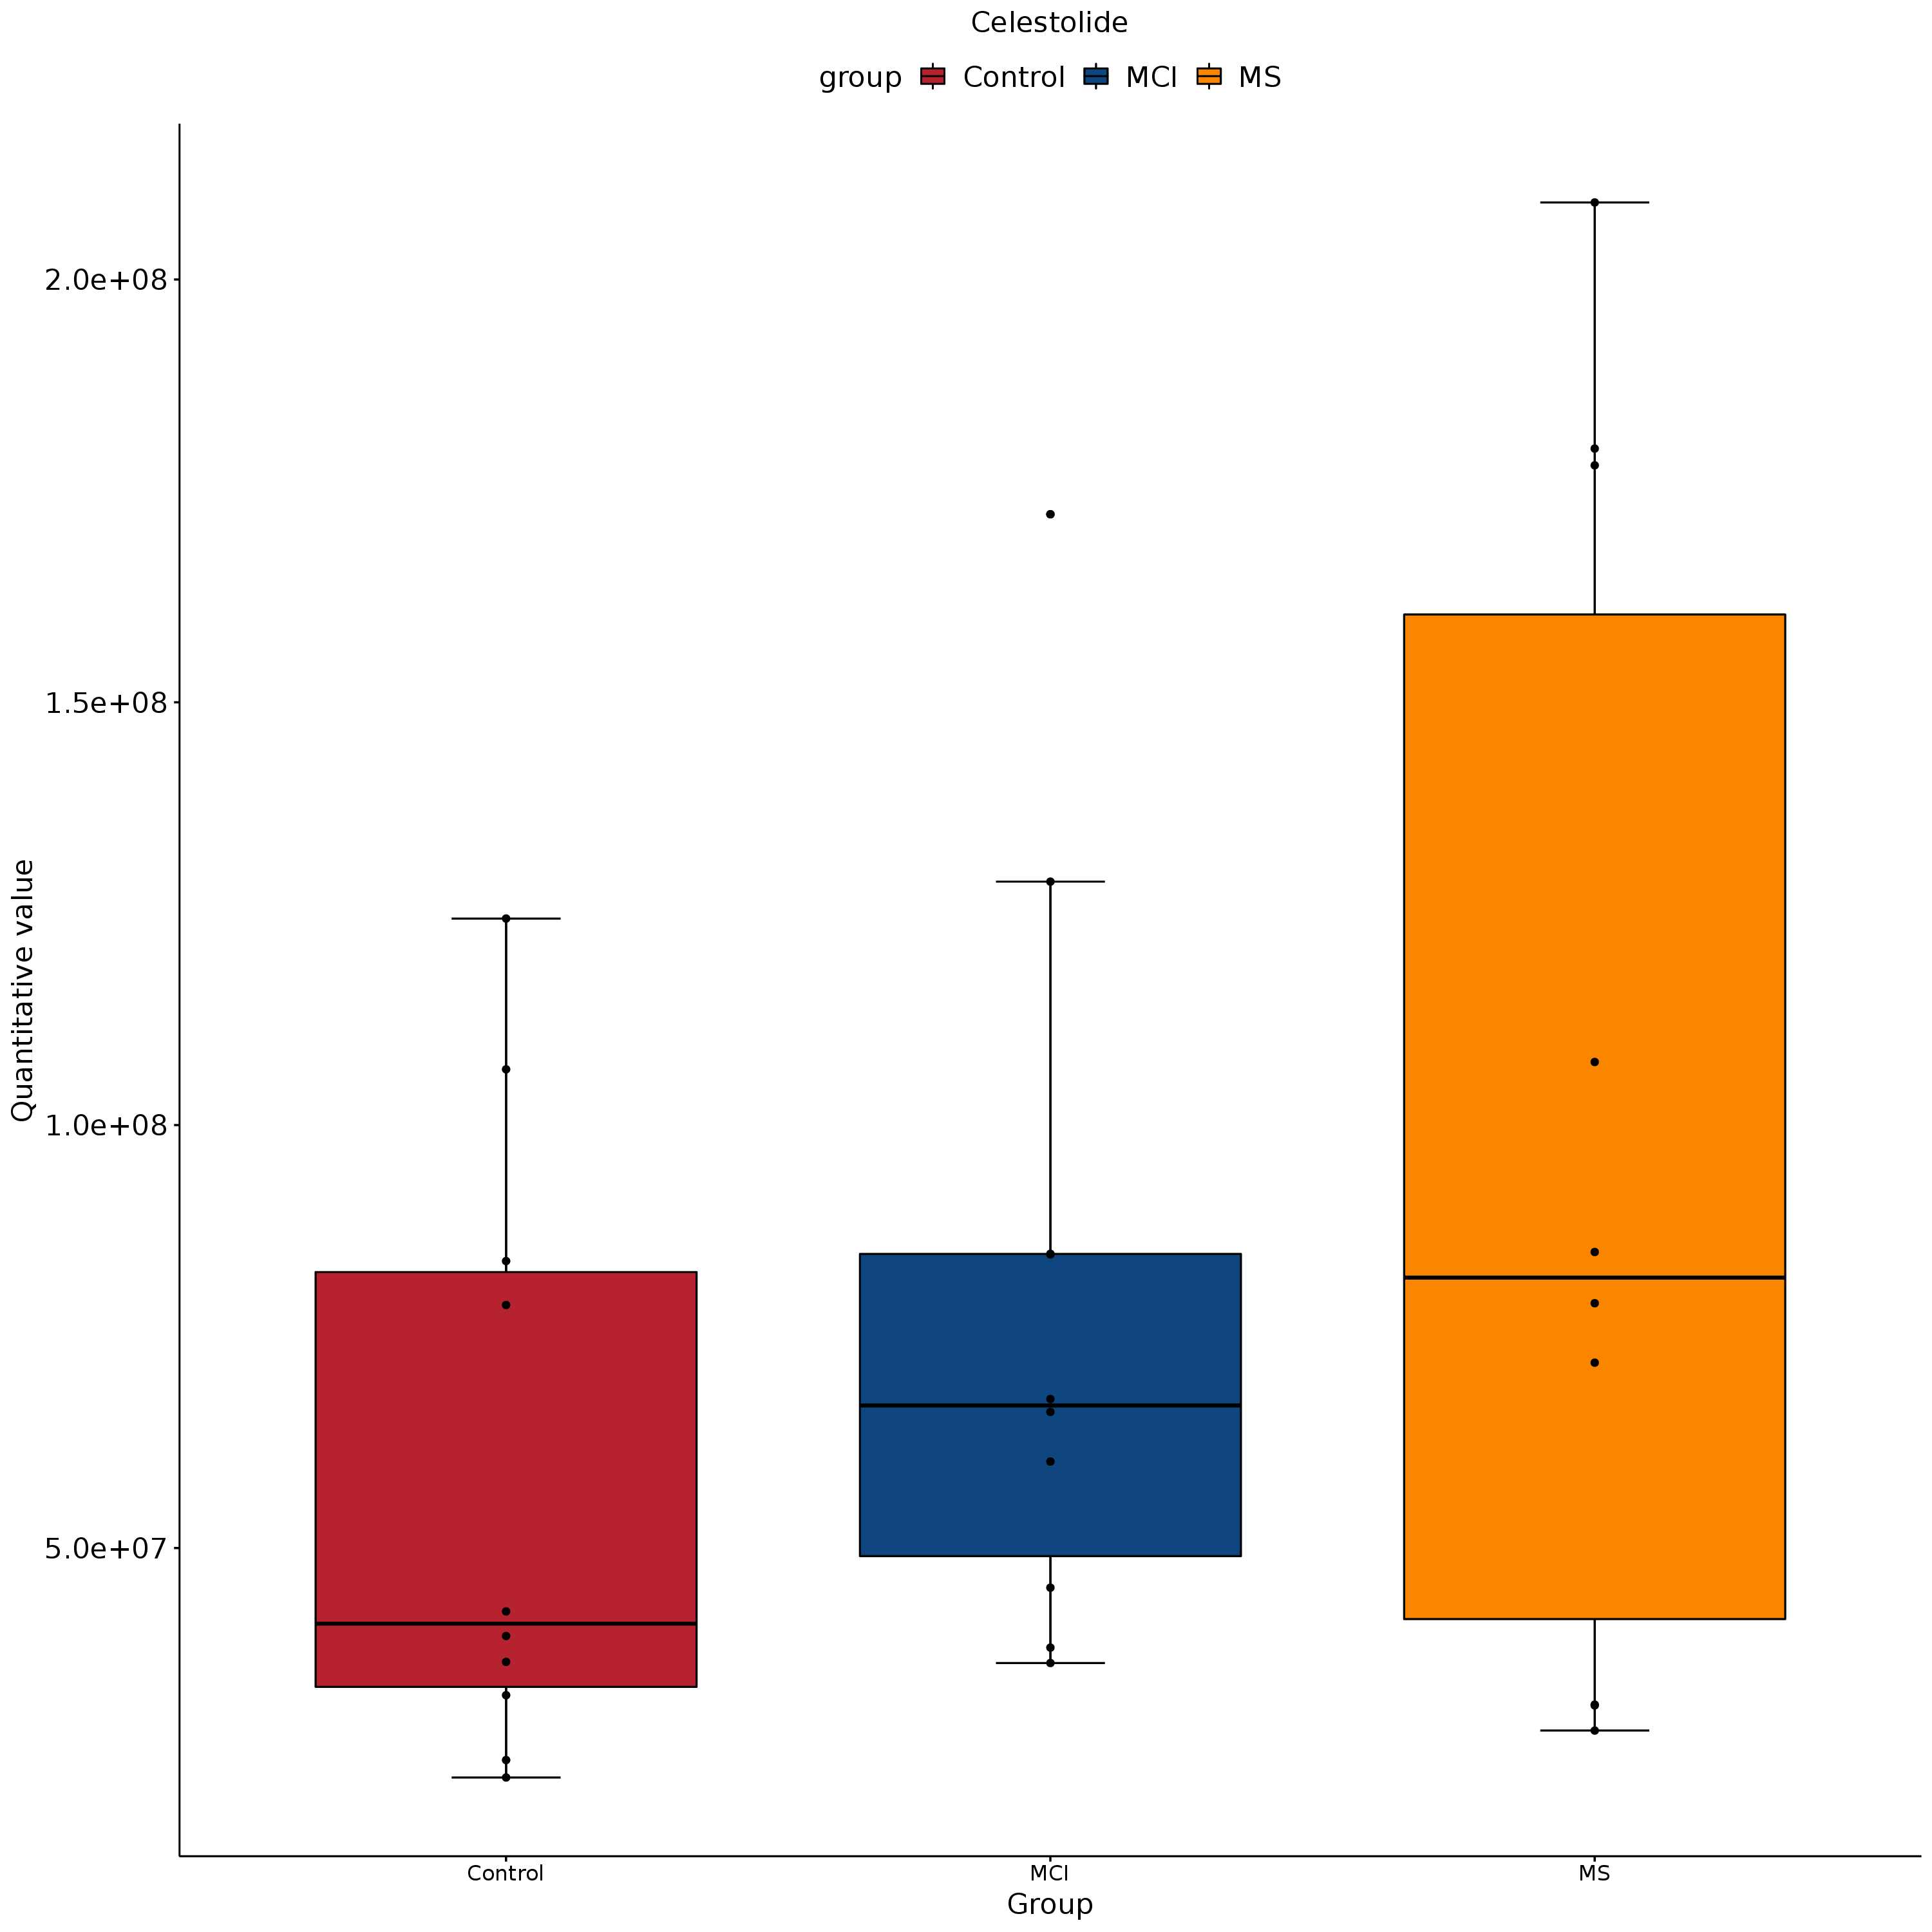 Celestolide
group Control MCI MS
Quantitative value
2.0e+08
1.5e+08
1.0e+08
5.0e+07
Control MCI MS
Group